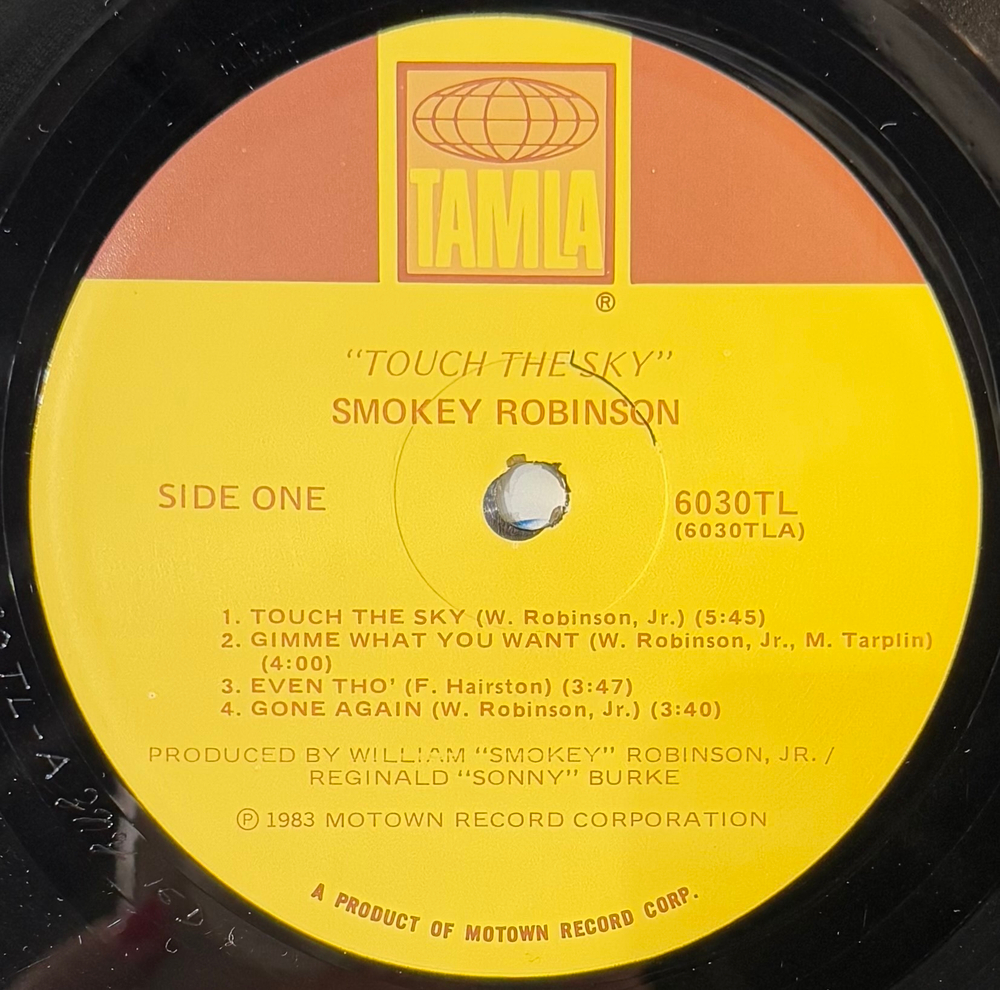 TAMLA
®
“TOUCH THE SKY”
SMOKEY ROBINSON
SIDE ONE
6030TL
(6030TLA)
1. TOUCH THE SKY (W. Robinson, Jr.) (5:45)
2. GIMME WHAT YOU WANT (W. Robinson, Jr., M. Tarplin)
(4:00)
3. EVEN THO' (F. Hairston) (3:47)
4. GONE AGAIN (W. Robinson, Jr.) (3:40)
PRODUCED BY WILLIAM “SMOKEY” ROBINSON, JR. /
REGINALD “SONNY” BURKE
℗ 1983 MOTOWN RECORD CORPORATION
A PRODUCT OF MOTOWN RECORD CORP.